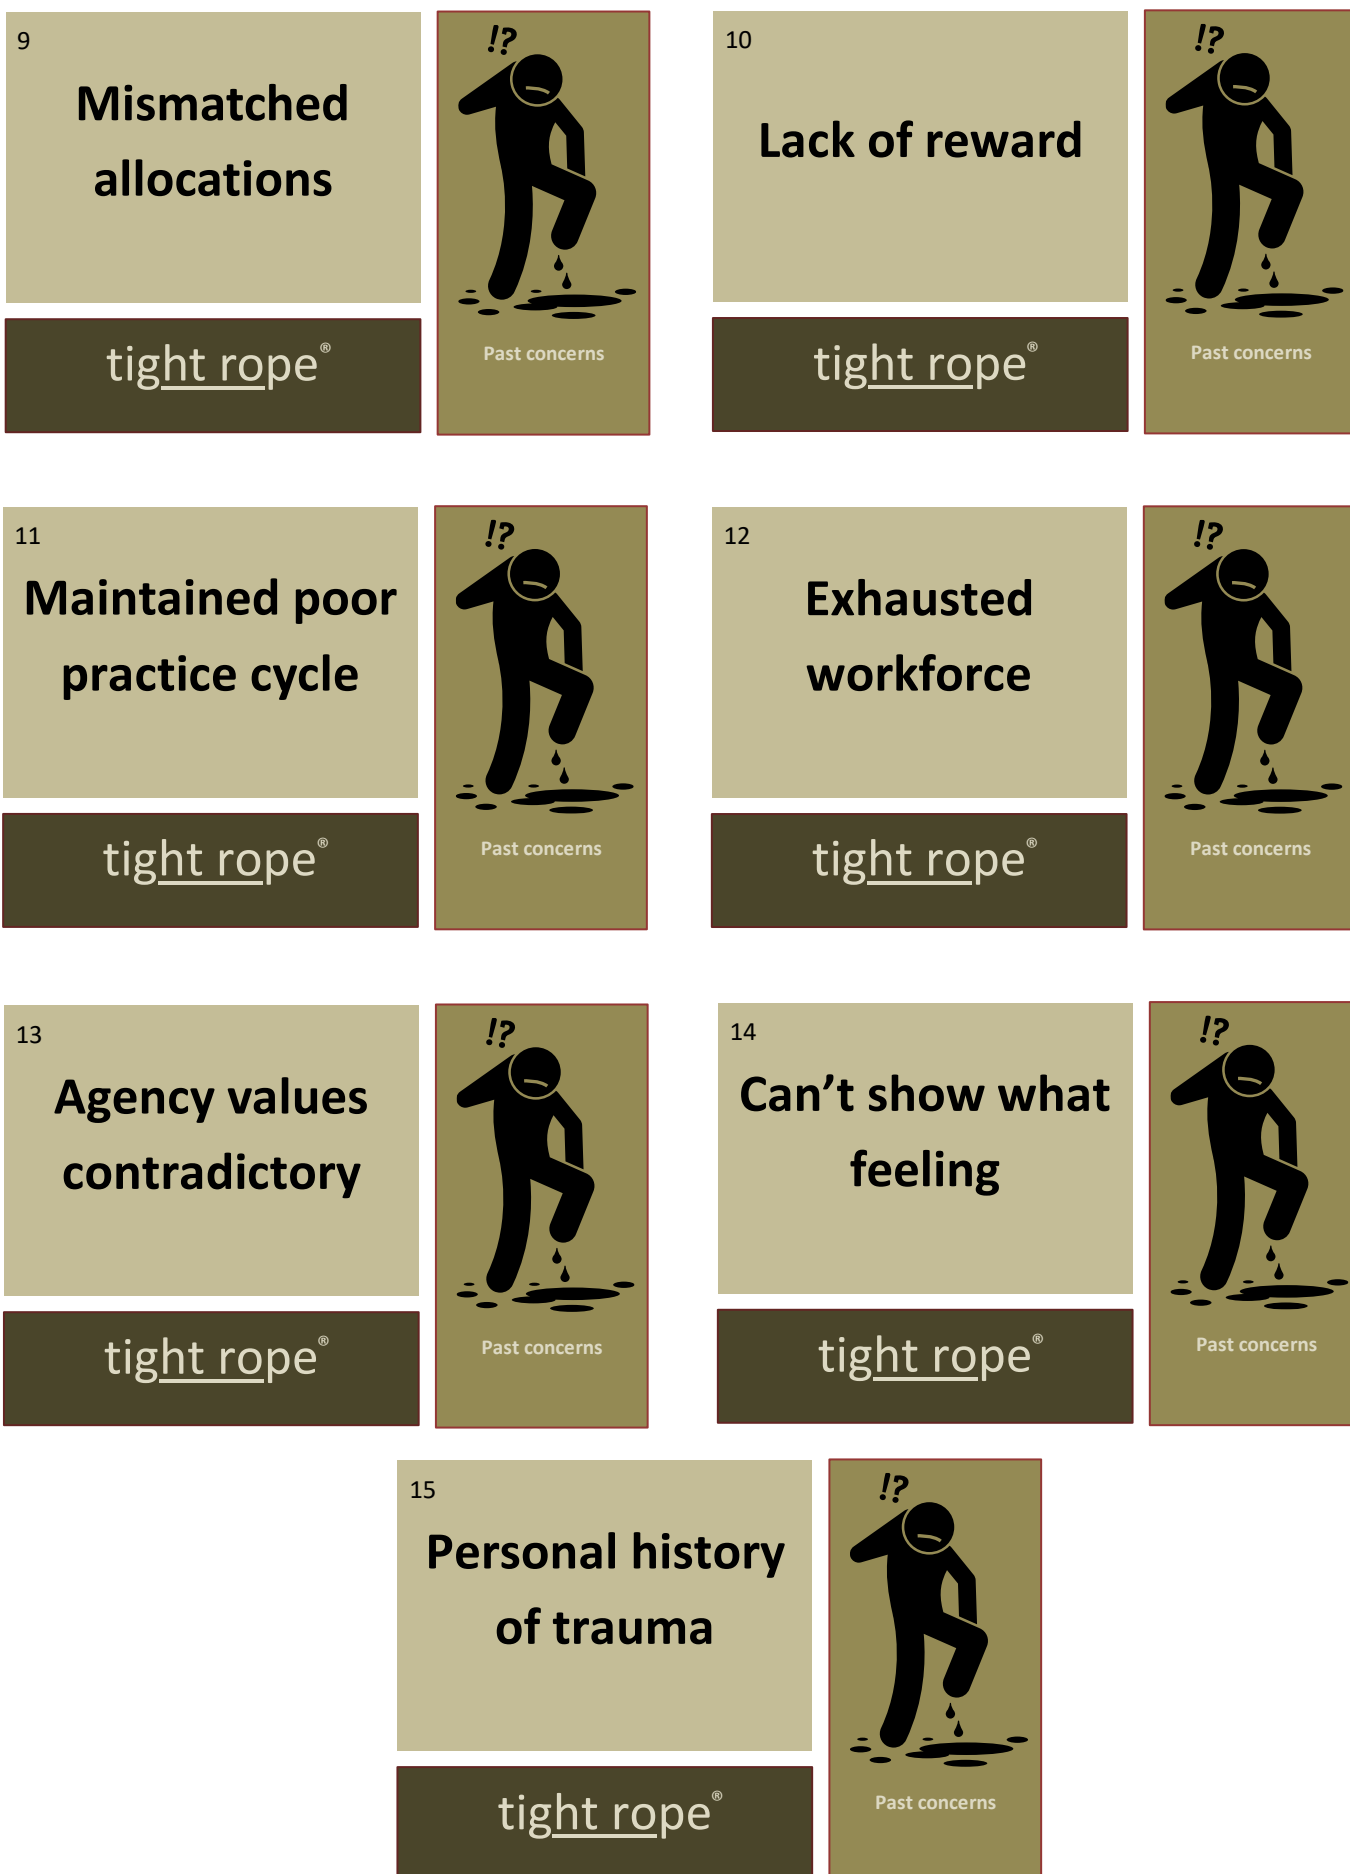 9
Mismatched
allocations
!?
tight rope®
Past concerns
10
Lack of reward
!?
tight rope®
Past concerns
11
Maintained poor
practice cycle
!?
tight rope®
Past concerns
12
Exhausted
workforce
!?
tight rope®
Past concerns
13
Agency values
contradictory
!?
tight rope®
Past concerns
14
Can’t show what
feeling
!?
tight rope®
Past concerns
15
Personal history
of trauma
!?
tight rope®
Past concerns